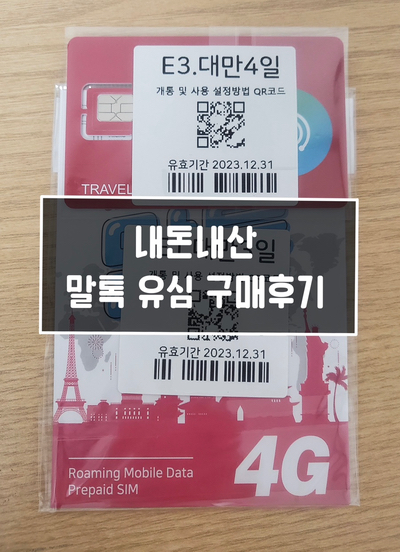 E3.대만4일
개통 및 사용 설정방법 QR코드
유효기간 2023.12.31
TRAVEL
내돈내산
말톡 유심 구매후기
유효기간 2023.12.31
4G
Roaming Mobile Data
Prepaid SIM